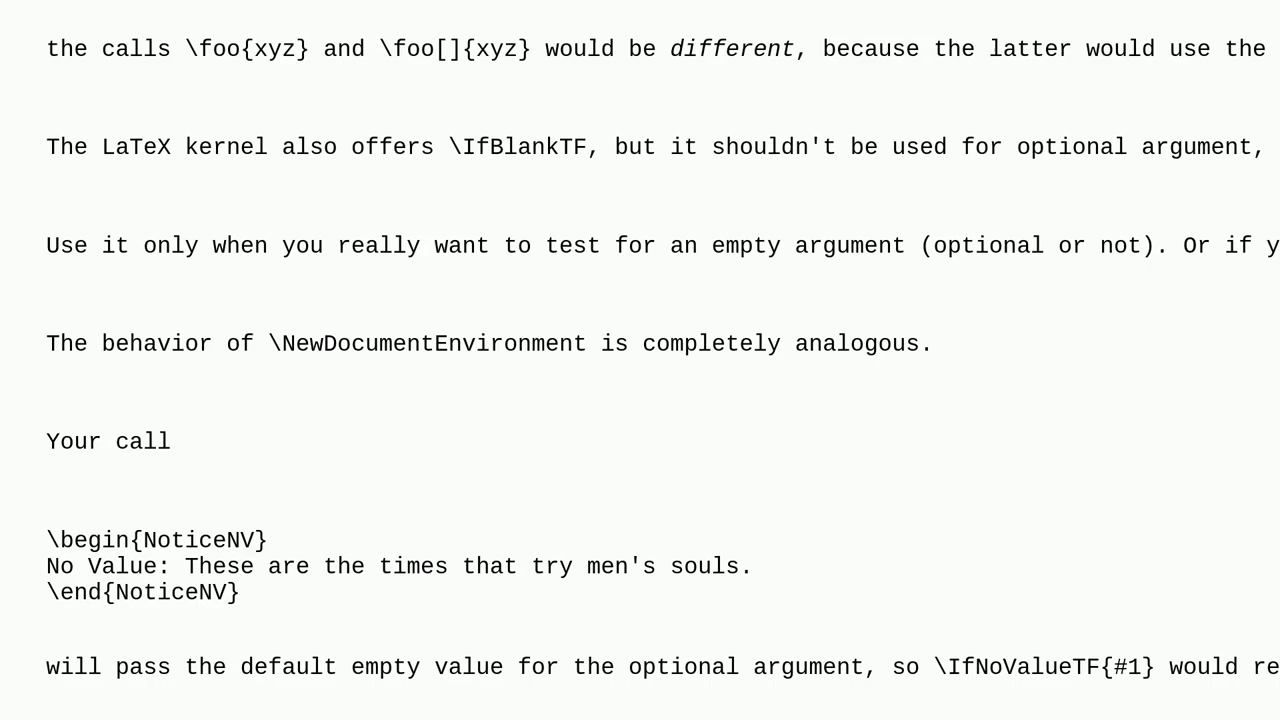 the calls \foo{xyz} and \foo[]{xyz} would be different, because the latter would use the
The LaTeX kernel also offers \IfBlankTF, but it shouldn't be used for optional argument,
Use it only when you really want to test for an empty argument (optional or not). Or if y
The behavior of \NewDocumentEnvironment is completely analogous.
Your call
\begin{NoticeNV}
No Value: These are the times that try men's souls.
\end{NoticeNV}
will pass the default empty value for the optional argument, so \IfNoValueTF{#1} would re